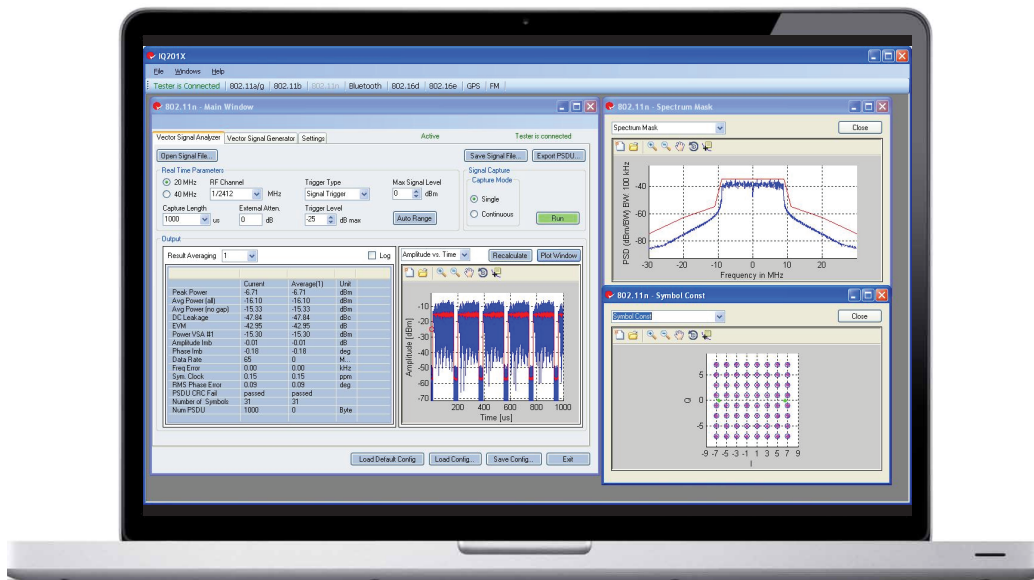 IQ201X
File Windows Help
Tester is Connected 802.11a/g 802.11b 802.11n Bluetooth 802.16d 802.16e GPS FM
802.11n - Main Window
Vector Signal Analyzer Vector Signal Generator Settings Active Tester is connected
Open Signal File... Save Signal File... Export PSDU...
Real Time Parameters
20 MHz
40 MHz
RF Channel
1/2412 MHz
Trigger Type
Signal Trigger
Max Signal Level
0 dBm
Capture Length
1000 us
External Atten.
0 dB
Trigger Level
-25 dB max
Auto Range
Signal Capture
Capture Mode
Single
Continuous
Run
Output
Result Averaging 1 Log
Current Average(1) Unit
Peak Power -6.71 -6.71 dBm
Avg Power (all) -16.10 -16.10 dBm
Avg Power (no gap) -15.33 -15.33 dBm
DC Leakage -47.84 -47.84 dBc
EVM -42.95 -42.95 dB
Power VSA #1 -15.30 -15.30 dBm
Amplitude Imb -0.01 -0.01 dB
Phase Imb -0.18 -0.18 deg
Data Rate 65 0 M...
Freq Error 0.00 0.00 kHz
Sym. Clock 0.15 0.15 ppm
RMS Phase Error 0.09 0.09 deg
PSDU CRC Fail passed passed
Number of Symbols 31 31
Num PSDU 1000 0 Byte
Amplitude vs. Time Recalculate Plot Window
Amplitude [dBm]
-10
-20
-30
-40
-50
-60
-70
200 400 600 800 1000
Time [us]
Load Default Config Load Config... Save Config... Exit
802.11n - Spectrum Mask
Spectrum Mask Close
PSD (dBm/BW) BW 100 kHz
-40
-60
-80
-30 -20 -10 0 10 20
Frequency in MHz
802.11n - Symbol Const
Symbol Const Close
Q
5
0
-5
-9 -7 -5 -3 -1 1 3 5 7 9
I